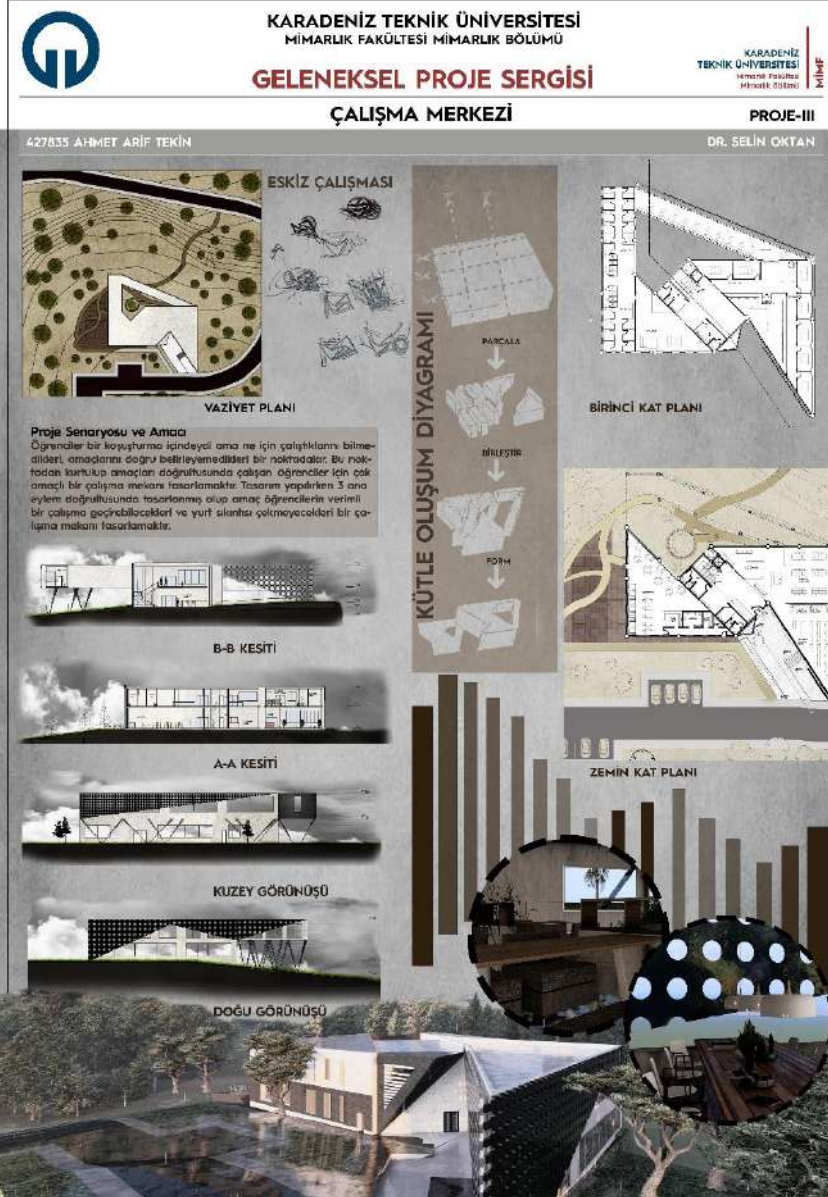 KARADENİZ TEKNİK ÜNİVERSİTESİ
MİMARLIK FAKÜLTESİ MİMARLIK BÖLÜMÜ
GELENEKSEL PROJE SERGİSİ
KARADENİZ
TEKNİK ÜNİVERSİTESİ
Mimarlık Fakültesi
Mimarlık Bölümü
MİMF
ÇALIŞMA MERKEZİ
PROJE-III
427835 AHMET ARİF TEKİN
DR. SELİN OKTAN
ESKİZ ÇALIŞMASI
VAZİYET PLANI
Proje Senaryosu ve Amacı
Öğrenciler bir koşuşturma içindeydi ama ne için çalıştıklarını bilme-
dikleri, amaçlarını doğru belirleyemedikleri bir noktadalar. Bu nok-
tadan kurtulup amaçları doğrultusunda çalışan öğrenciler için çok
amaçlı bir çalışma mekanı tasarlamaktır. Tasarım yapılırken 3 ana
eylem doğrultusunda tasarlanmış olup amaç öğrencilerin verimli
bir çalışma geçirebilecekleri ve yurt sıkıntısı çekmeyecekleri bir ça-
lışma mekanı tasarlamaktır.
B-B KESİTİ
A-A KESİTİ
KUZEY GÖRÜNÜŞÜ
DOĞU GÖRÜNÜŞÜ
KÜTLE OLUŞUM DİYAGRAMI
PARÇALA
BİRLEŞTİR
FORM
BİRİNCİ KAT PLANI
ZEMİN KAT PLANI